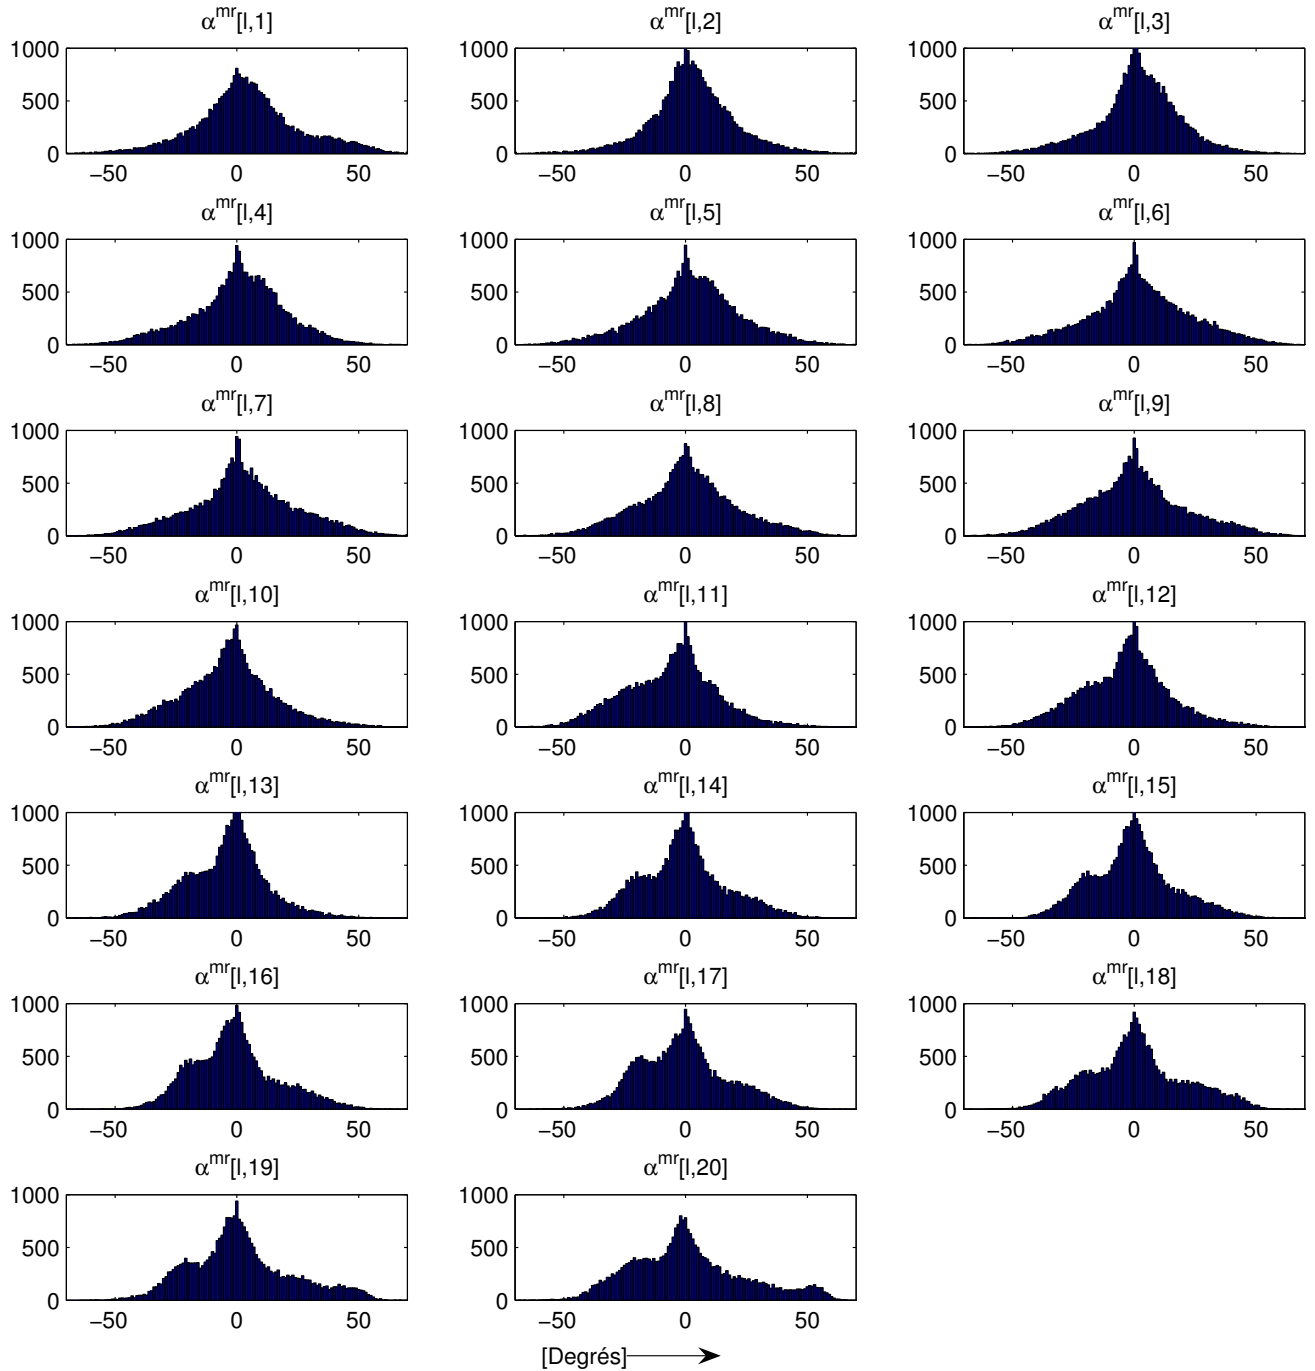 α^mr[l,1] α^mr[l,2] α^mr[l,3]
1000 1000 1000
500 500 500
0 0 0
−50 0 50 −50 0 50 −50 0 50
α^mr[l,4] α^mr[l,5] α^mr[l,6]
1000 1000 1000
500 500 500
0 0 0
−50 0 50 −50 0 50 −50 0 50
α^mr[l,7] α^mr[l,8] α^mr[l,9]
1000 1000 1000
500 500 500
0 0 0
−50 0 50 −50 0 50 −50 0 50
α^mr[l,10] α^mr[l,11] α^mr[l,12]
1000 1000 1000
500 500 500
0 0 0
−50 0 50 −50 0 50 −50 0 50
α^mr[l,13] α^mr[l,14] α^mr[l,15]
1000 1000 1000
500 500 500
0 0 0
−50 0 50 −50 0 50 −50 0 50
α^mr[l,16] α^mr[l,17] α^mr[l,18]
1000 1000 1000
500 500 500
0 0 0
−50 0 50 −50 0 50 −50 0 50
α^mr[l,19] α^mr[l,20]
1000 1000
500 500
0 0
−50 0 50 −50 0 50
[Degrés]